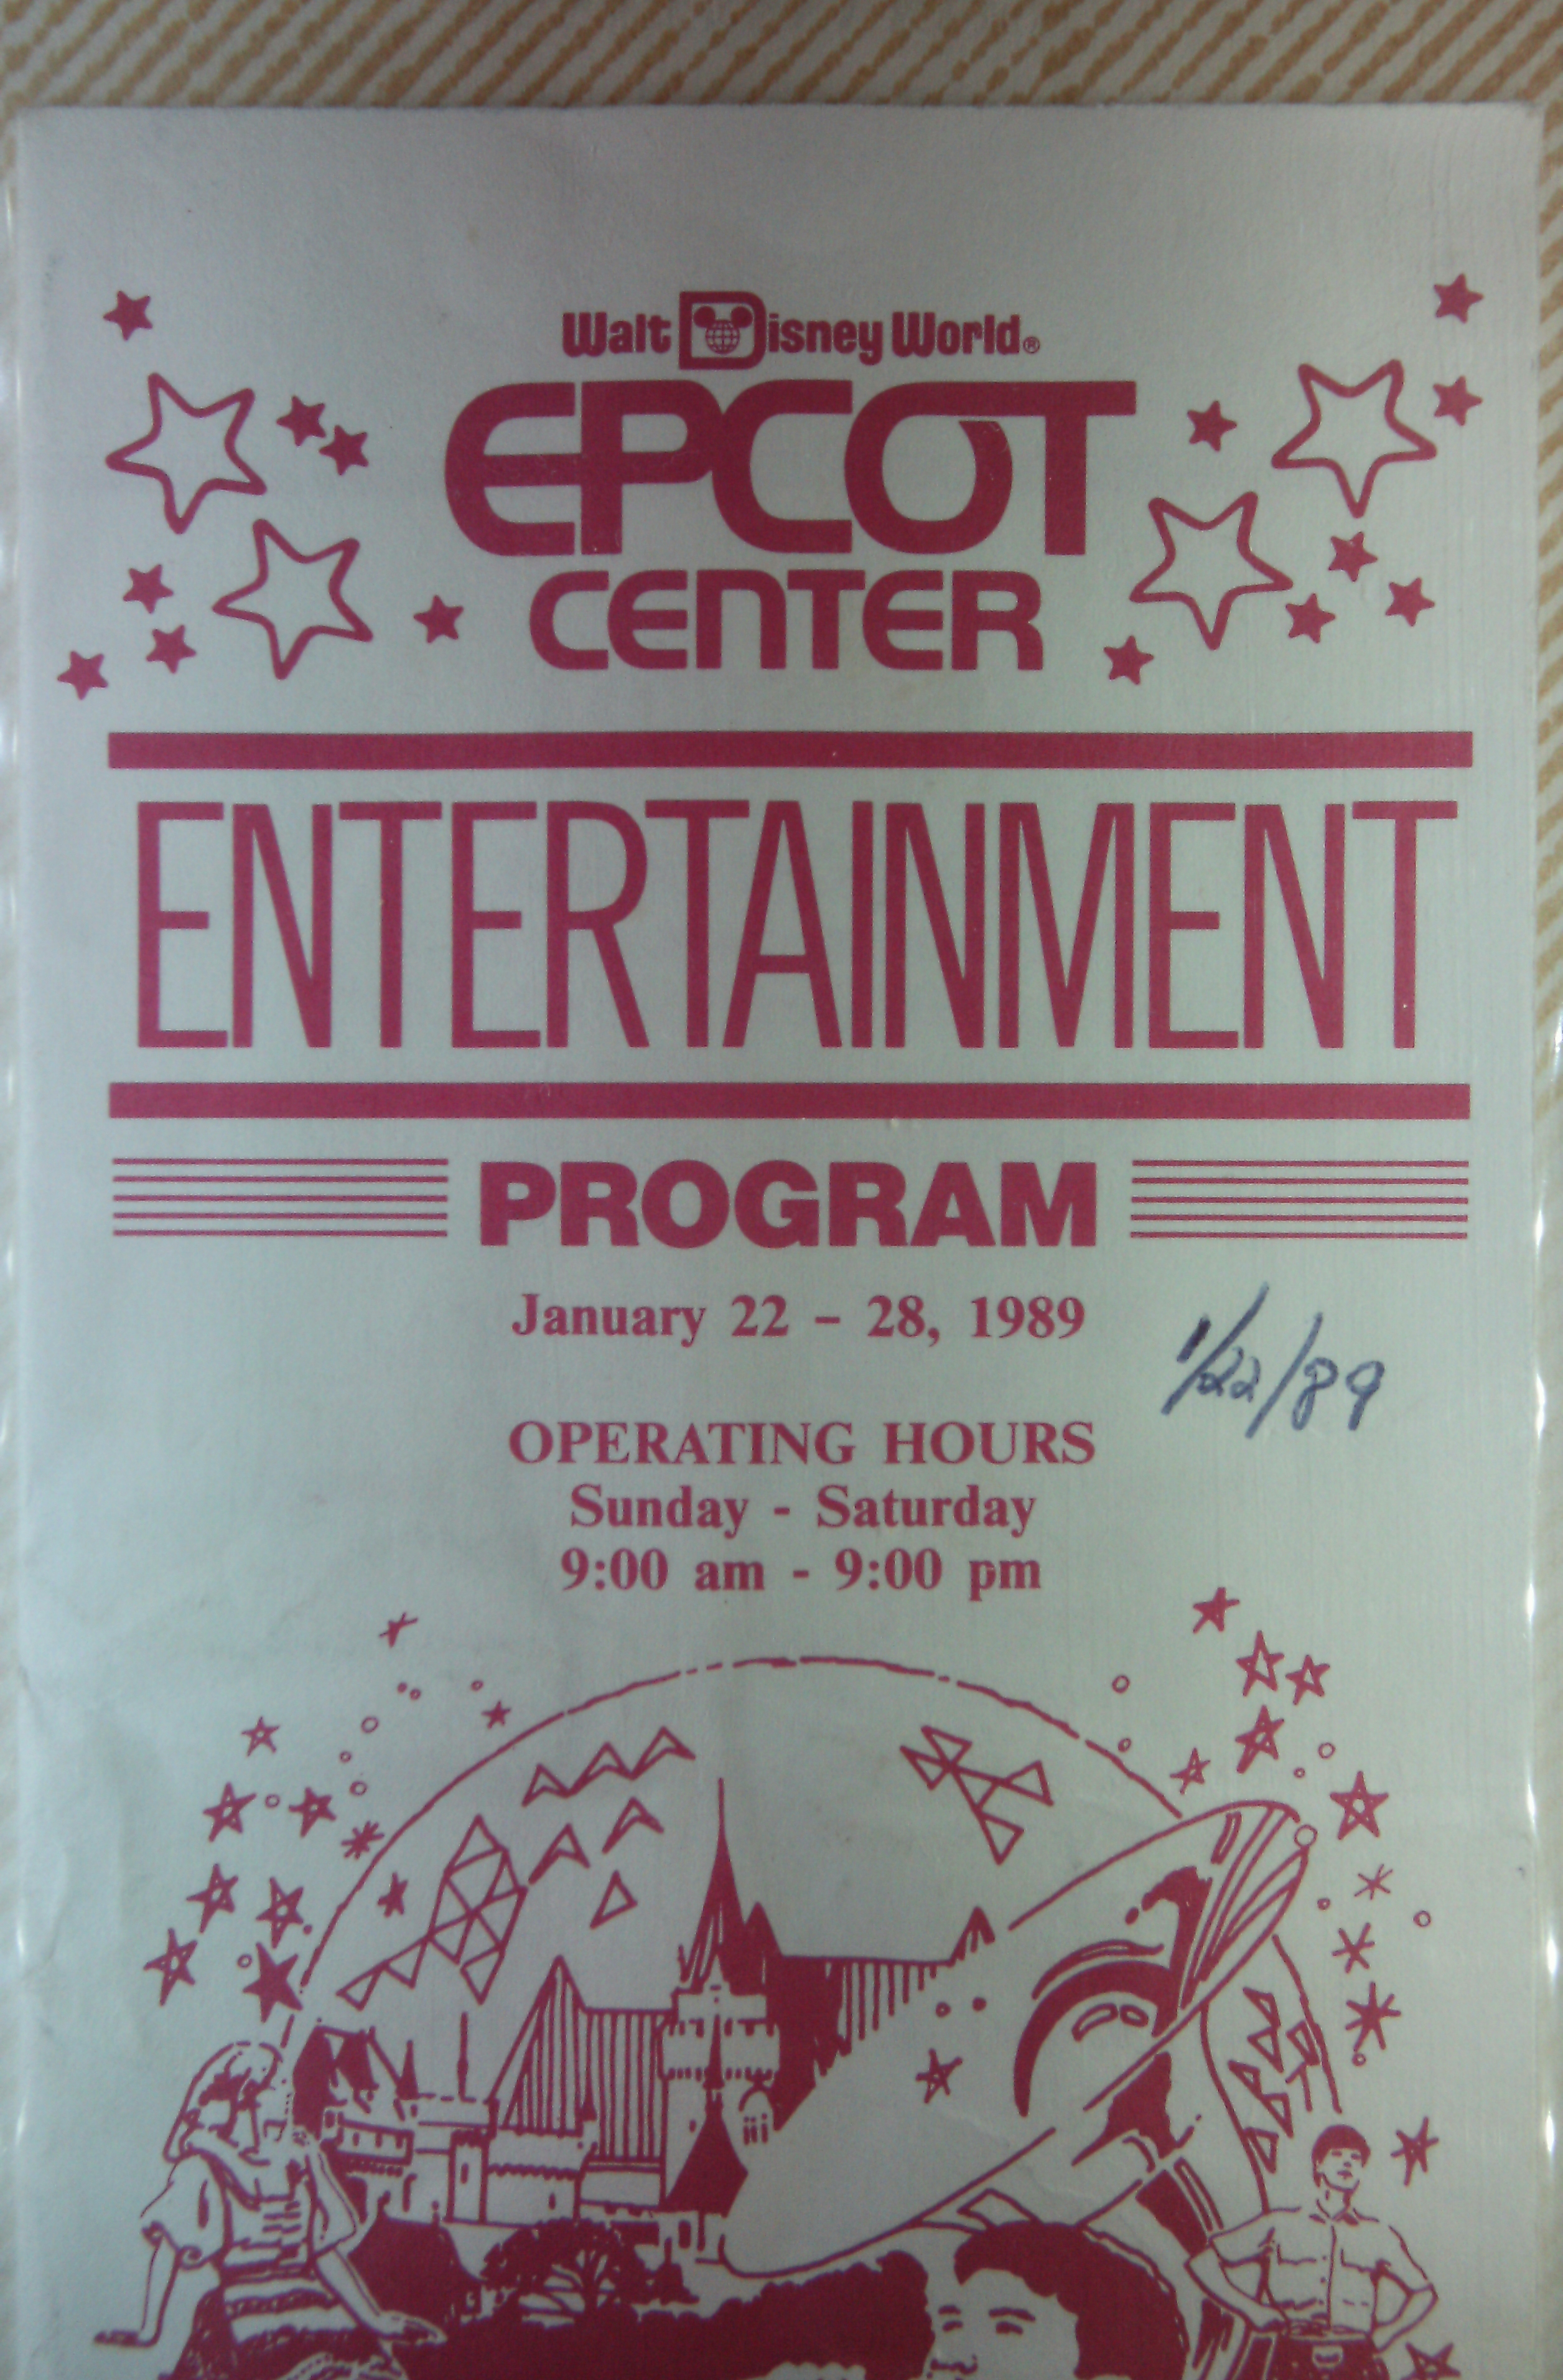 Walt Disney World®
EPCOT
CENTER
ENTERTAINMENT
PROGRAM
January 22 - 28, 1989
1/22/89
OPERATING HOURS
Sunday - Saturday
9:00 am - 9:00 pm